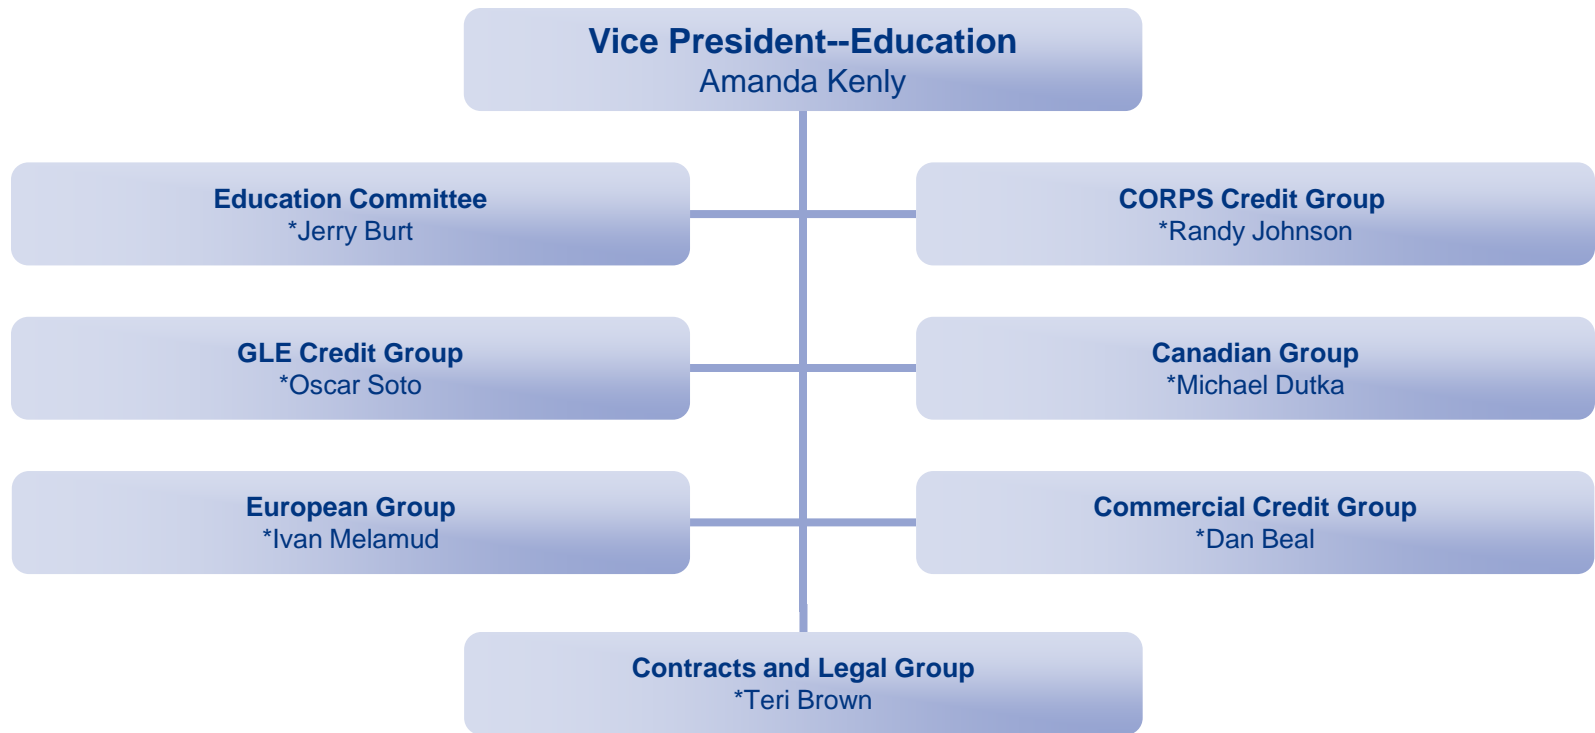 Vice President--Education
Amanda Kenly
Education Committee
*Jerry Burt
CORPS Credit Group
*Randy Johnson
GLE Credit Group
*Oscar Soto
Canadian Group
*Michael Dutka
European Group
*Ivan Melamud
Commercial Credit Group
*Dan Beal
Contracts and Legal Group
*Teri Brown